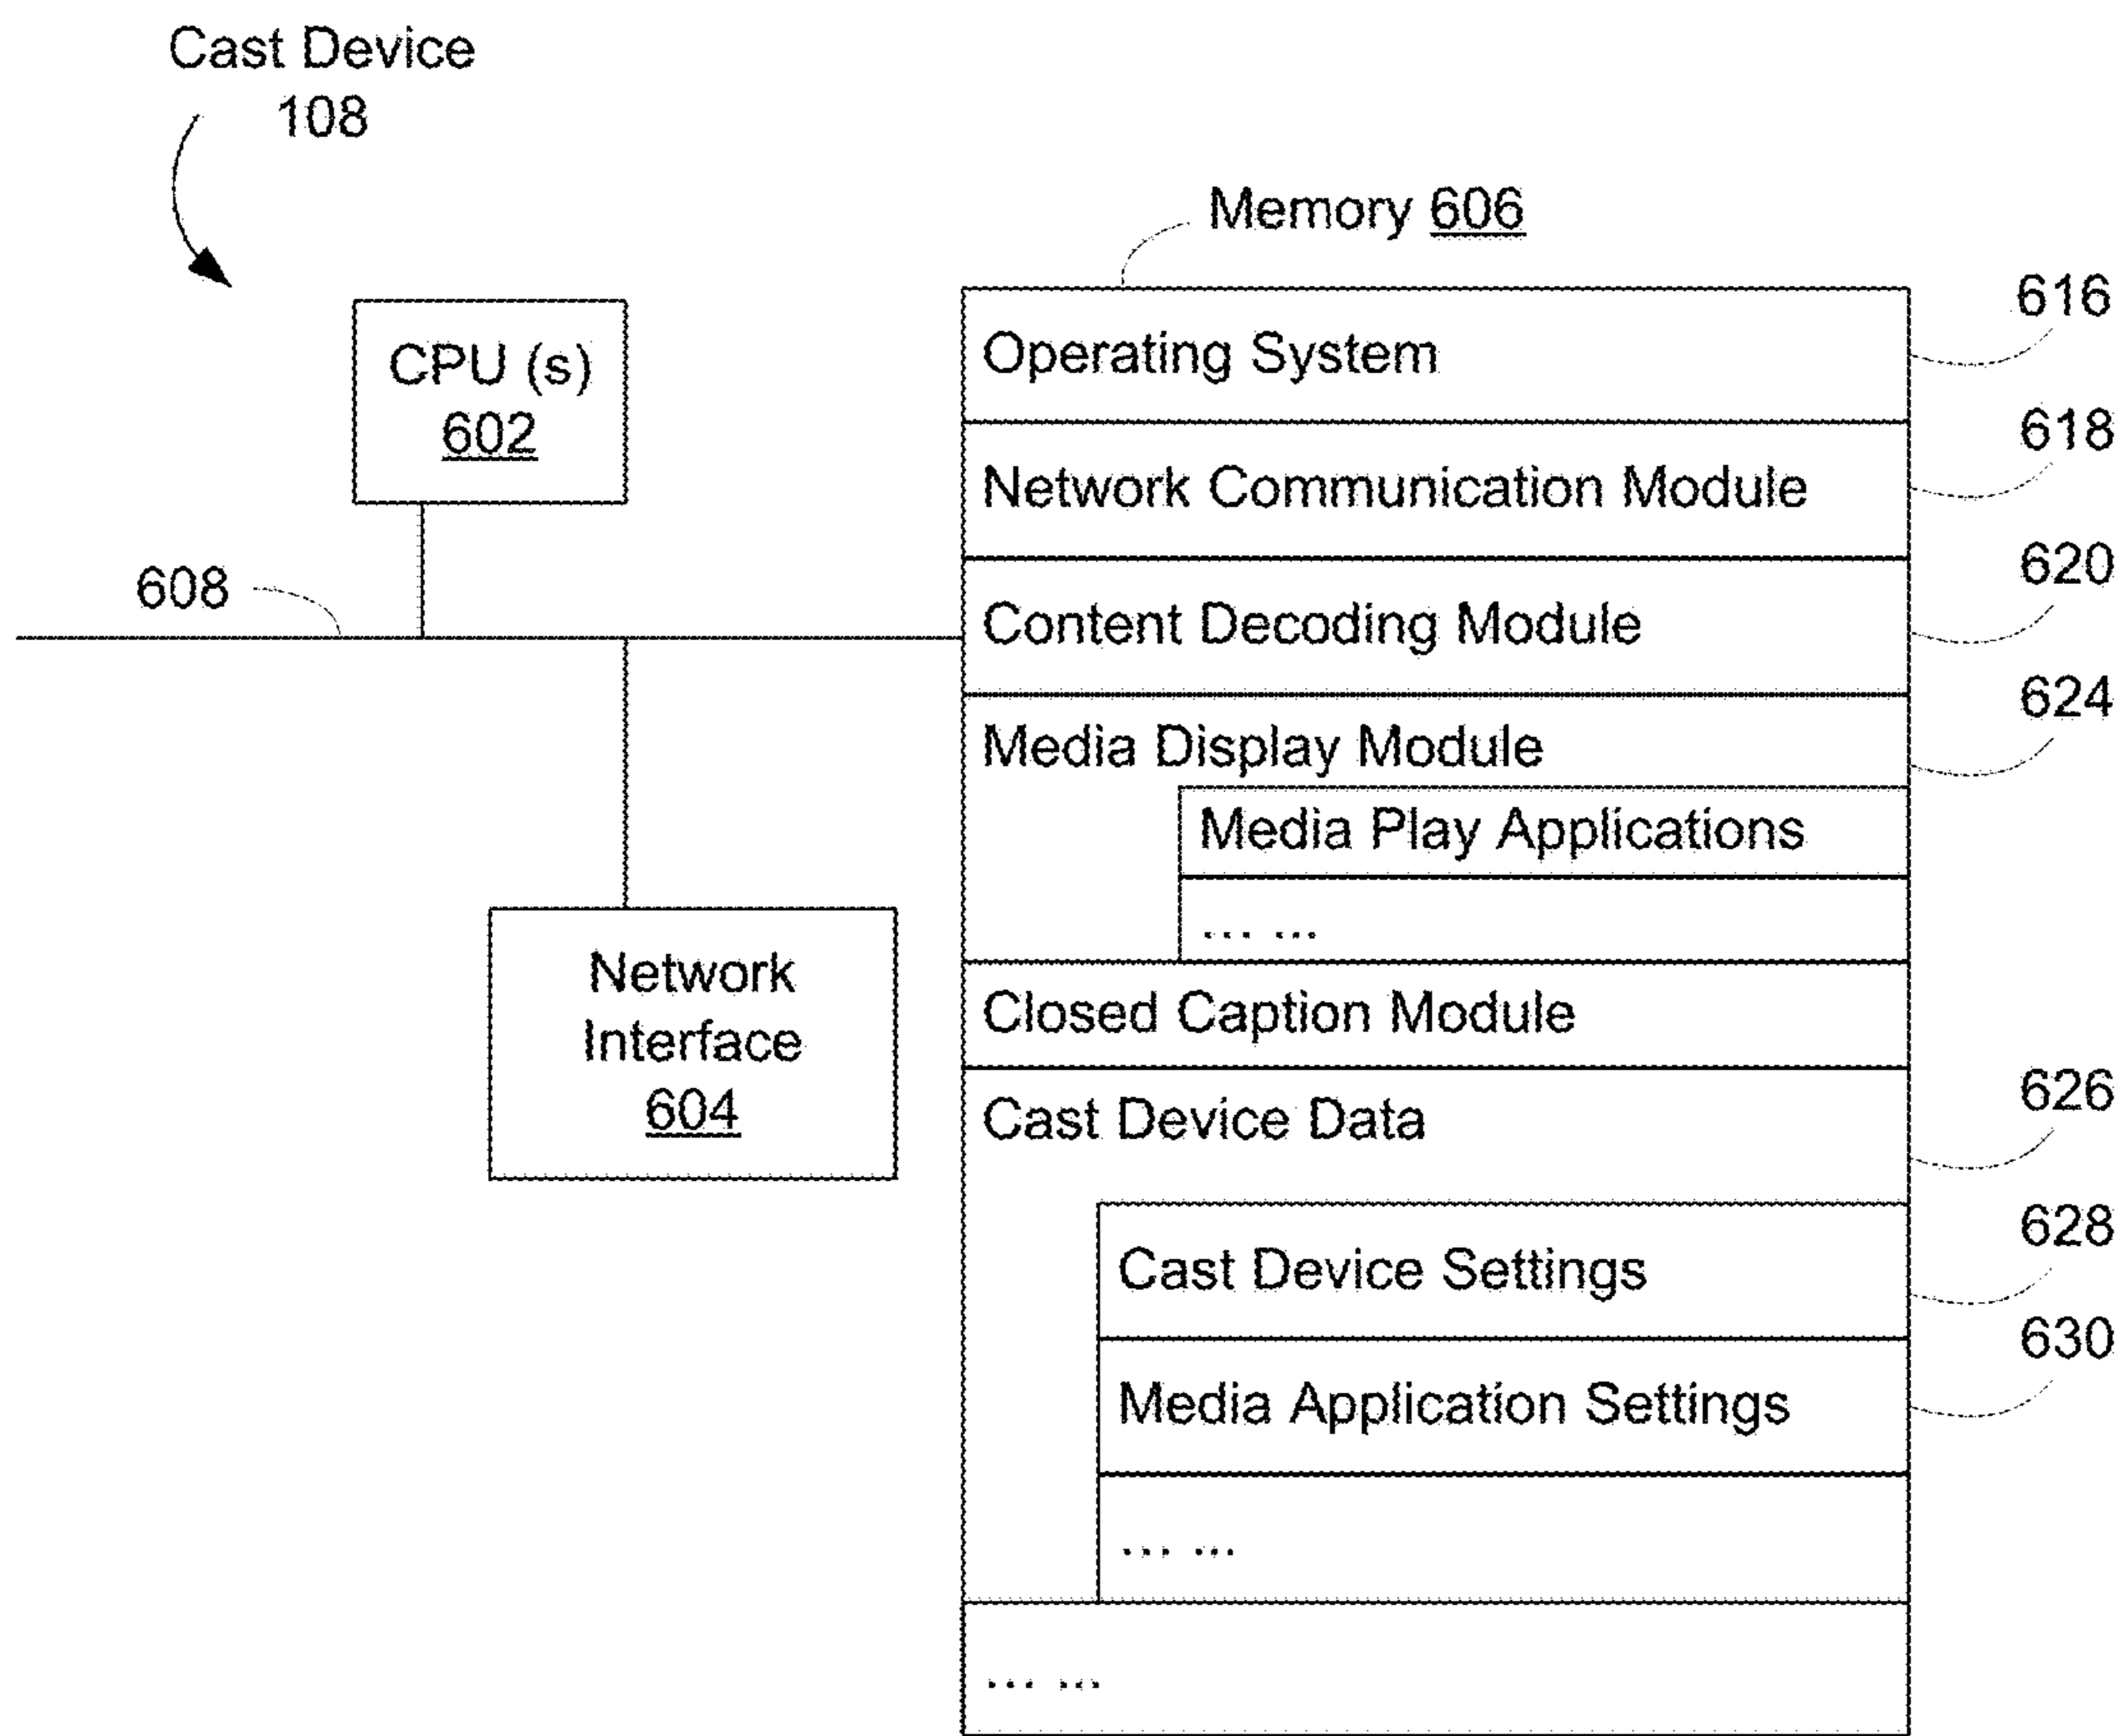 Cast Device
108
Memory 606
CPU (s)
602
608
Network
Interface
604
Operating System
616
Network Communication Module
618
Content Decoding Module
620
Media Display Module
624
Media Play Applications
... ...
Closed Caption Module
Cast Device Data
626
Cast Device Settings
628
Media Application Settings
630
... ...
... ...